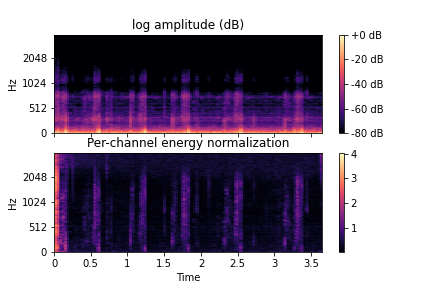 log amplitude (dB)
Hz
2048
1024
512
0
+0 dB
-20 dB
-40 dB
-60 dB
-80 dB
Per-channel energy normalization
Hz
2048
1024
512
0
4
3
2
1
0 0.5 1 1.5 2 2.5 3 3.5
Time